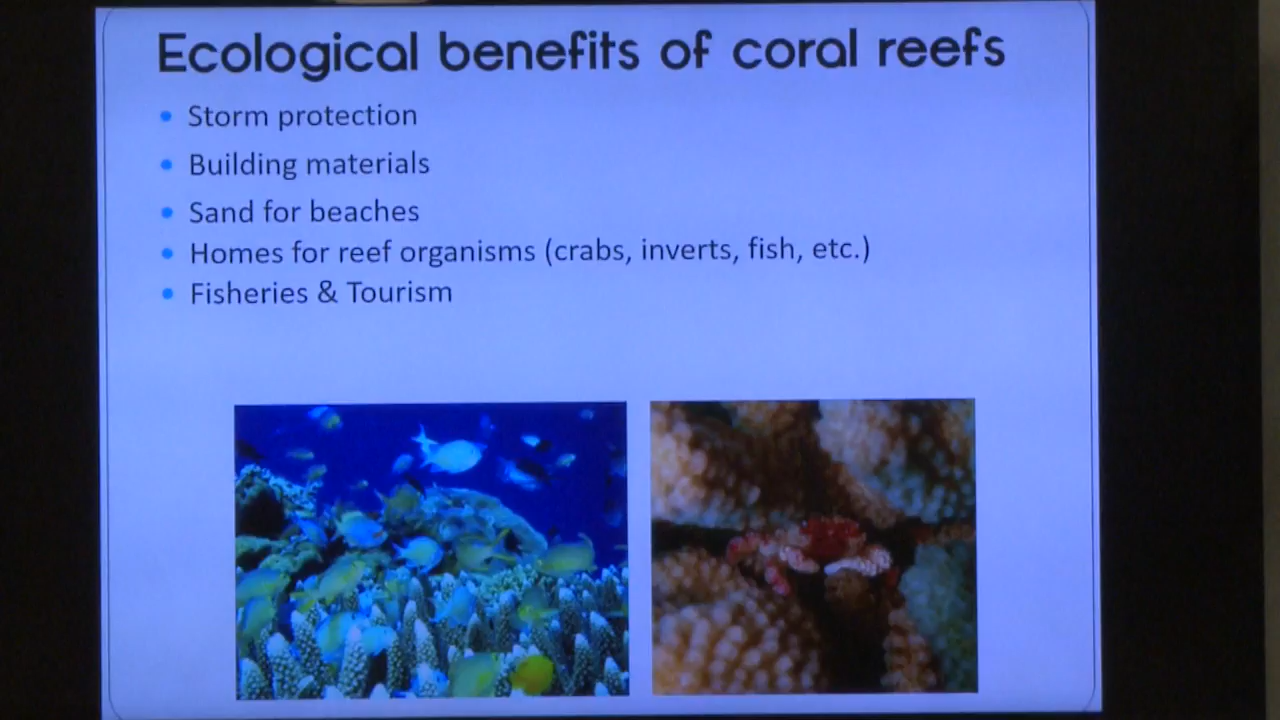 Ecological benefits of coral reefs
Storm protection
Building materials
Sand for beaches
Homes for reef organisms (crabs, inverts, fish, etc.)
Fisheries & Tourism